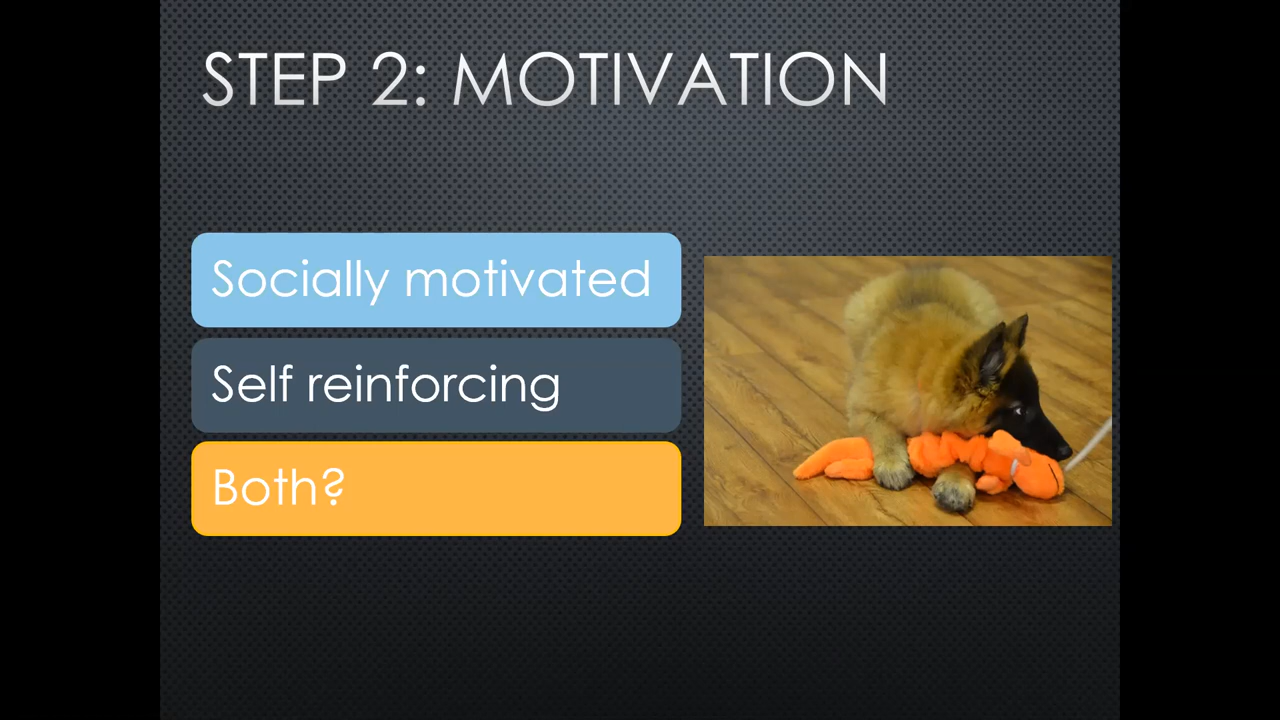 STEP 2: MOTIVATION
Socially motivated
Self reinforcing
Both?